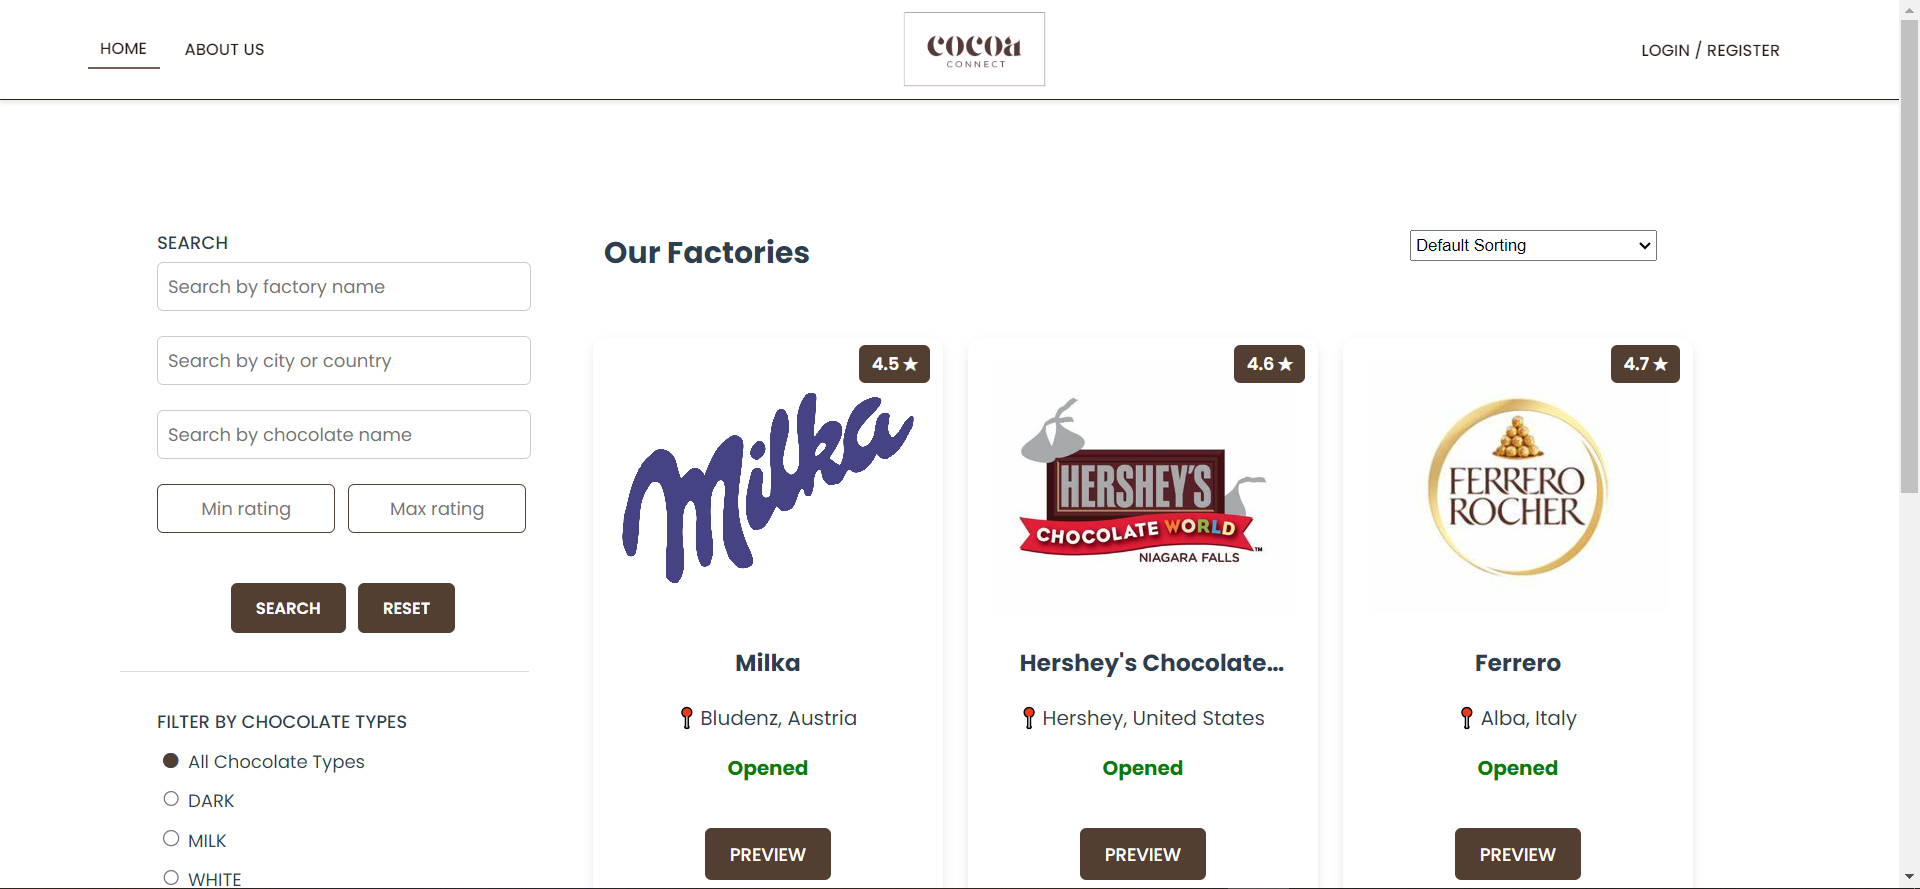 HOME
ABOUT US
cocoa
CONNECT
LOGIN / REGISTER
SEARCH
Search by factory name
Search by city or country
Search by chocolate name
Min rating
Max rating
SEARCH
RESET
FILTER BY CHOCOLATE TYPES
All Chocolate Types
DARK
MILK
WHITE
Our Factories
Default Sorting
4.5 ★
Milka
Milka
Bludenz, Austria
Opened
PREVIEW
4.6 ★
HERSHEY'S
CHOCOLATE WORLD™
NIAGARA FALLS
Hershey's Chocolate...
Hershey, United States
Opened
PREVIEW
4.7 ★
FERRERO
ROCHER
Ferrero
Alba, Italy
Opened
PREVIEW